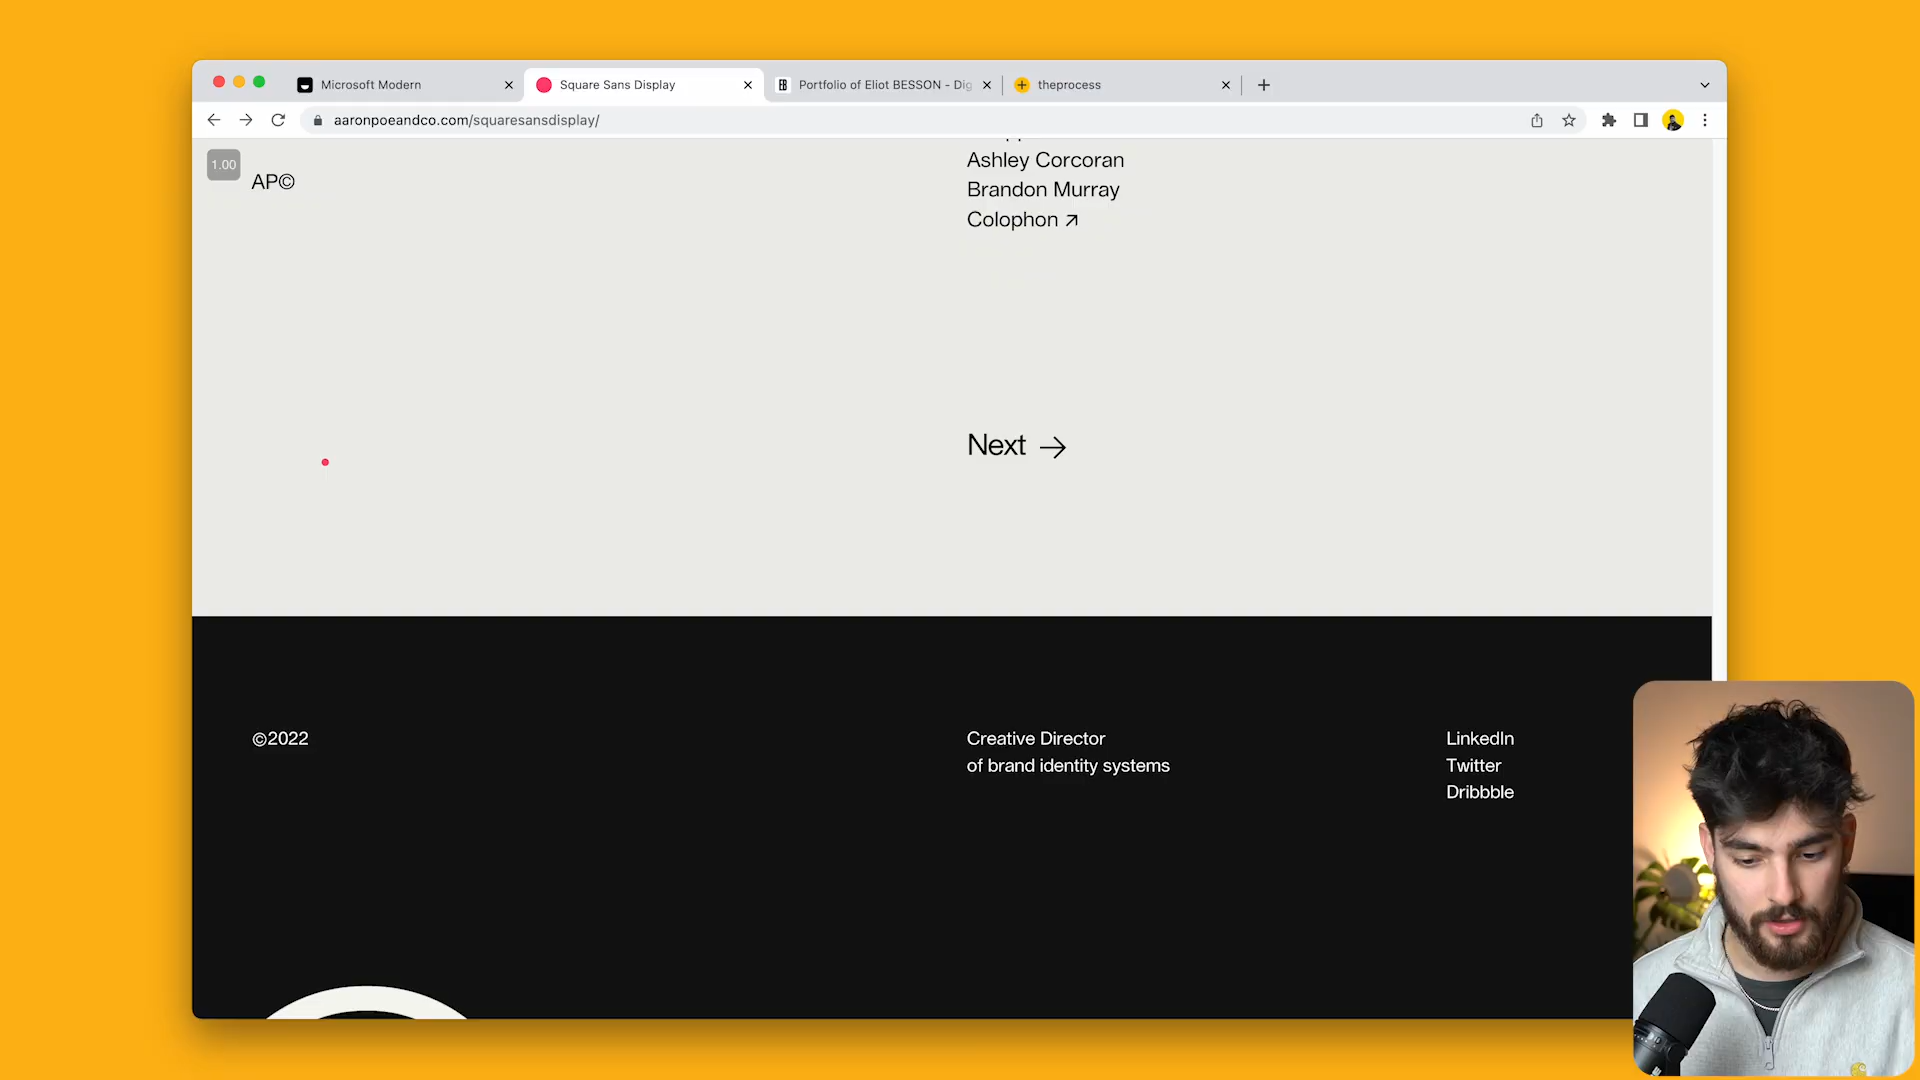 Microsoft Modern
Square Sans Display
Portfolio of Eliot BESSON - Dig
theprocess
aaronpoeandco.com/squaresansdisplay/
1.00
AP©
Ashley Corcoran
Brandon Murray
Colophon ↗
Next →
©2022
Creative Director
of brand identity systems
LinkedIn
Twitter
Dribbble